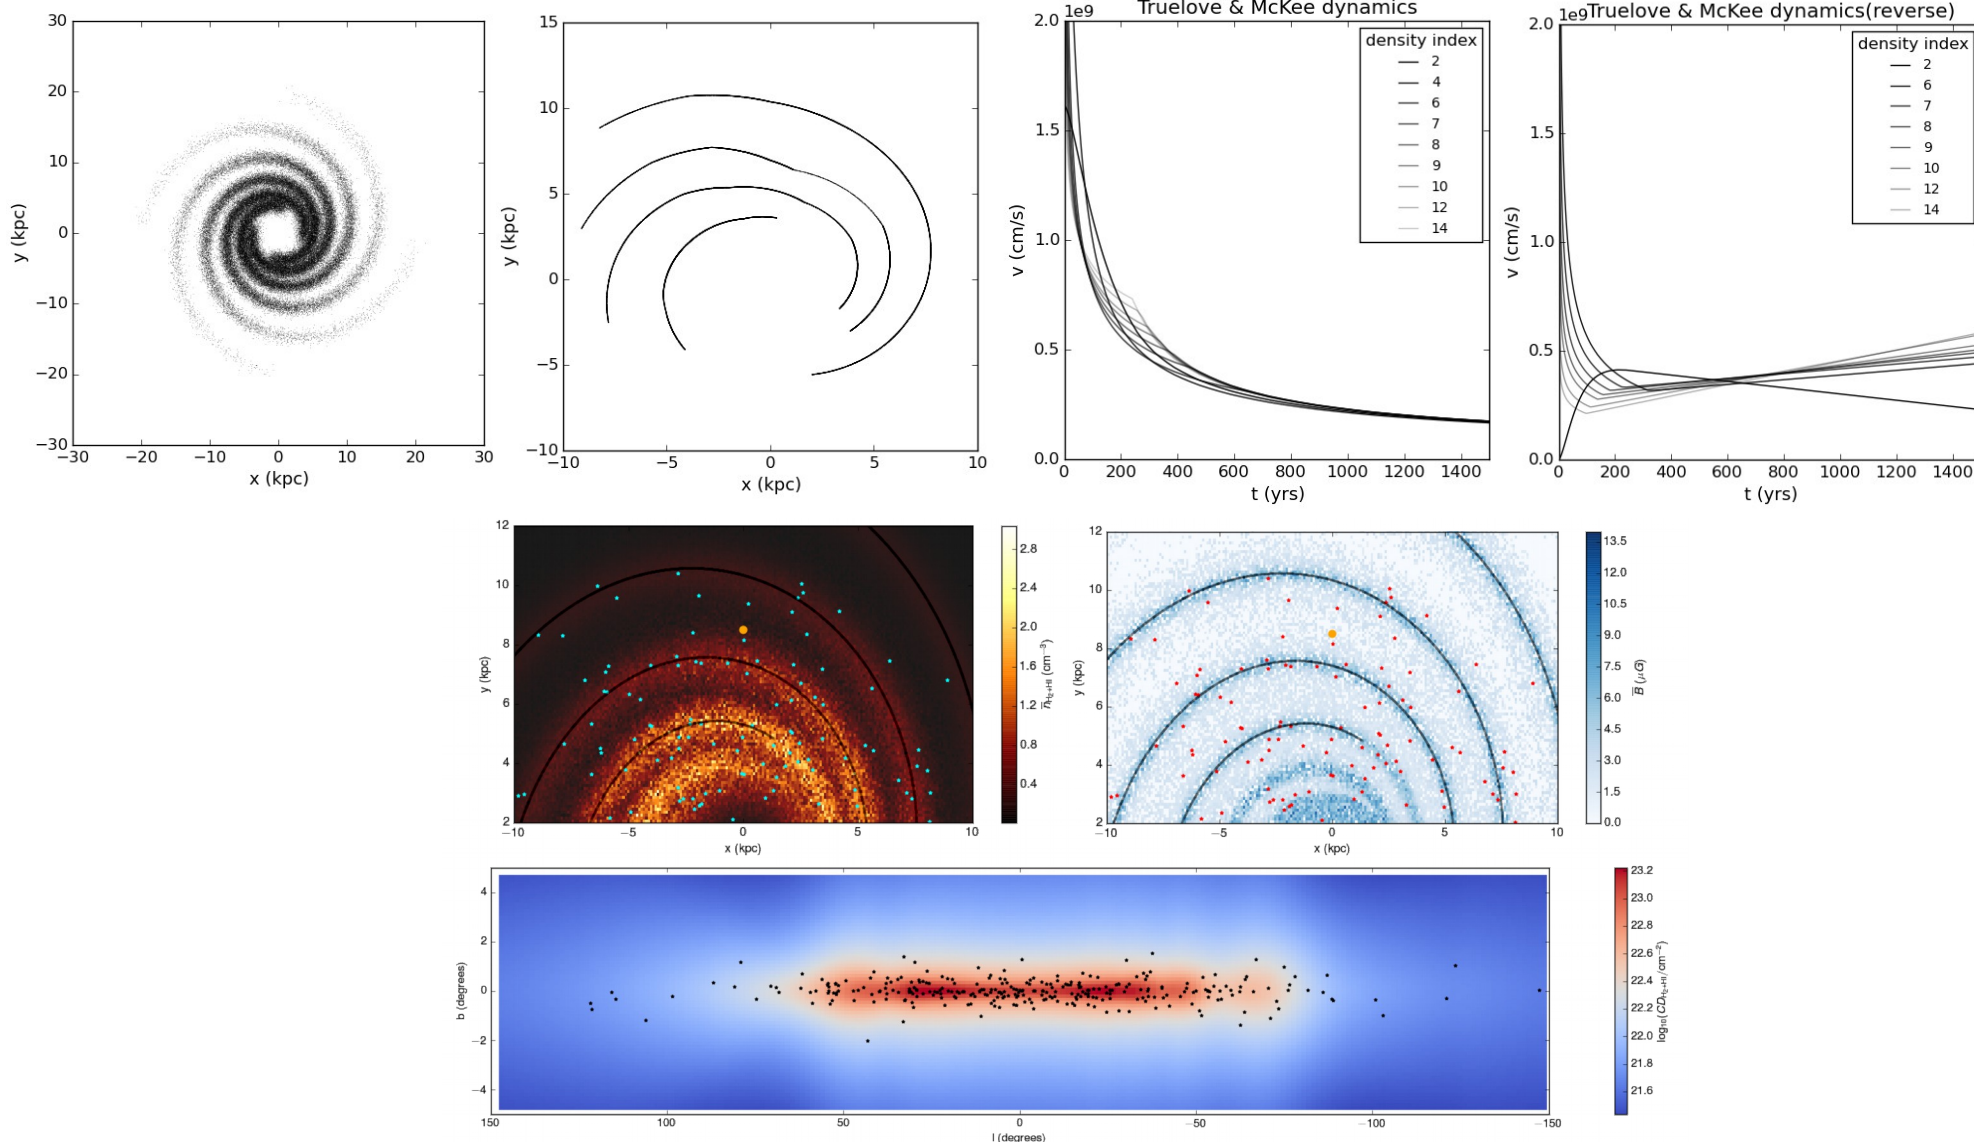 30
20
10
0
−10
−20
−30
−30 −20 −10 0 10 20 30
x (kpc)
y (kpc)
15
10
5
0
−5
−10
−10 −5 0 5 10
x (kpc)
y (kpc)
1e9 Truelove & McKee dynamics
2.0
1.5
1.0
0.5
0.0
0 200 400 600 800 1000 1200 1400
t (yrs)
v (cm/s)
density index
2
4
6
7
8
9
10
12
14
1e9 Truelove & McKee dynamics(reverse)
2.0
1.5
1.0
0.5
0.0
0 200 400 600 800 1000 1200 1400
t (yrs)
v (cm/s)
density index
2
6
7
8
9
10
12
14
12
10
8
6
4
2
−10 −5 0 5 10
x (kpc)
y (kpc)
2.8
2.4
2.0
1.6
1.2
0.8
0.4
n̅H₂+HI (cm⁻³)
12
10
8
6
4
2
−10 −5 0 5 10
x (kpc)
y (kpc)
13.5
12.0
10.5
9.0
7.5
6.0
4.5
3.0
1.5
0.0
B̅ (μG)
4
2
0
−2
−4
150 100 50 0 −50 −100 −150
l (degrees)
b (degrees)
23.2
23.0
22.8
22.6
22.4
22.2
22.0
21.8
21.6
log₁₀(CDH₂+HI/cm⁻²)